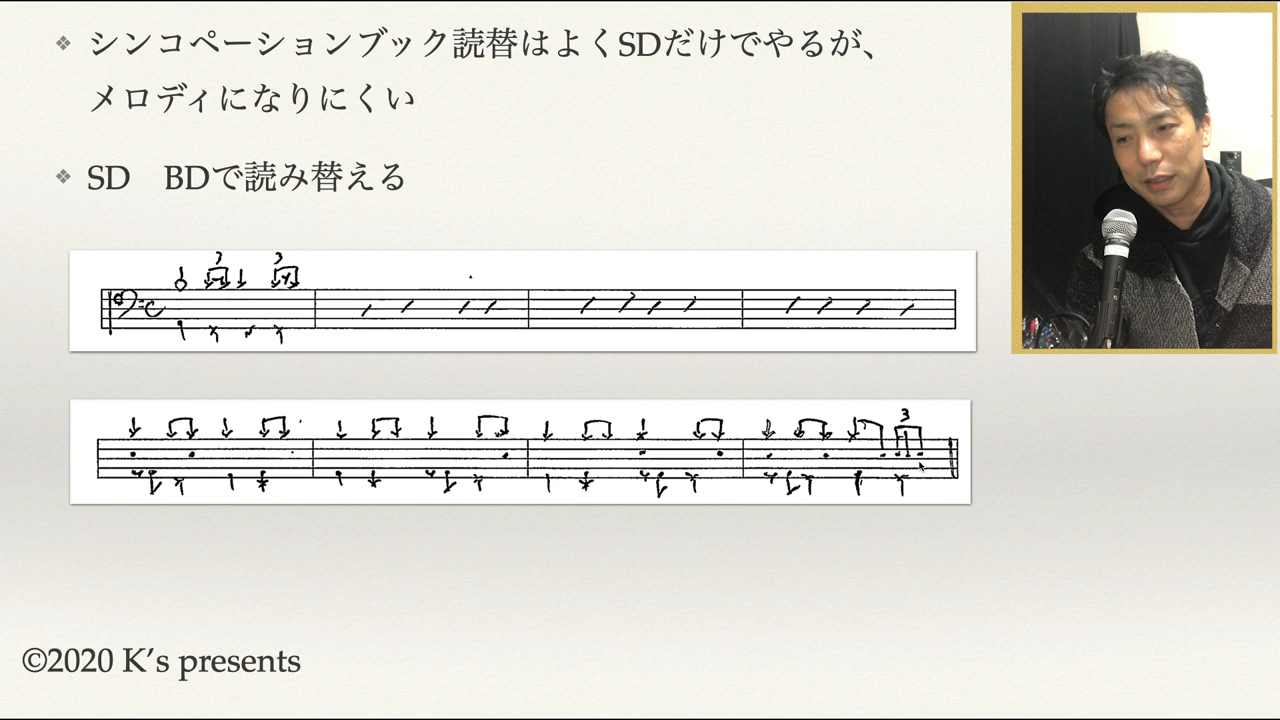 シンコペーションブック読替はよくSDだけでやるが、
メロディになりにくい
SD BDで読み替える
3 3
3
©2020 K's presents